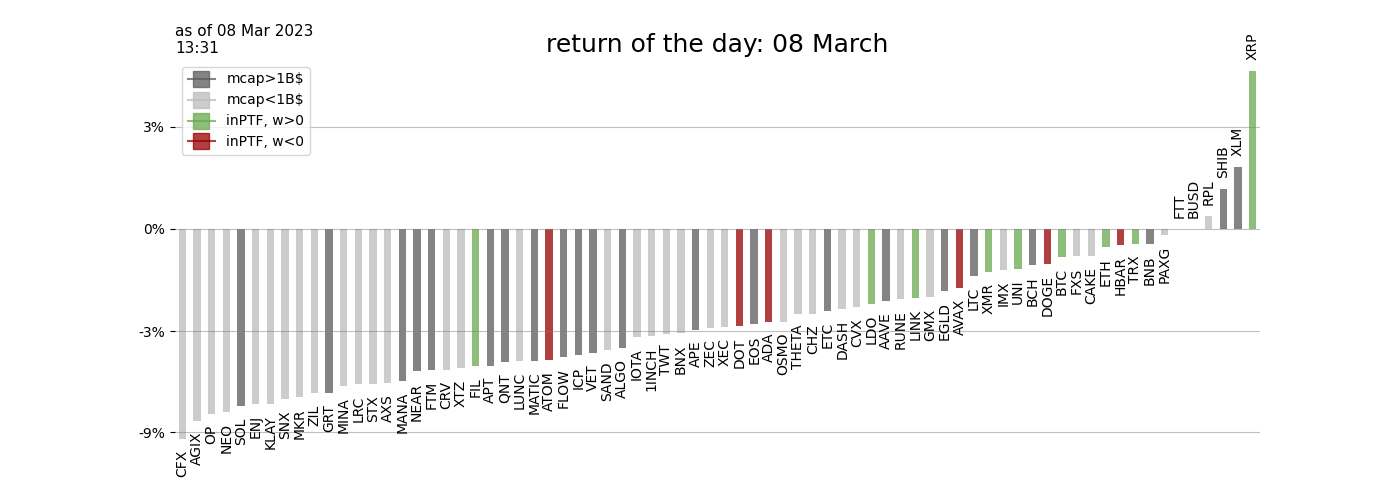 as of 08 Mar 2023
13:31
return of the day: 08 March
mcap>1B$
mcap<1B$
inPTF, w>0
inPTF, w<0
3%
0%
-3%
-9%
CFX
AGIX
OP
NEO
SOL
ENJ
KLAY
SNX
MKR
ZIL
GRT
MINA
LRC
STX
AXS
MANA
NEAR
FTM
CRV
XTZ
FIL
APT
QNT
LUNC
MATIC
ATOM
FLOW
ICP
VET
SAND
ALGO
IOTA
1INCH
TWT
BNX
APE
ZEC
XEC
DOT
EOS
ADA
OSMO
THETA
CHZ
ETC
DASH
CVX
LDO
AAVE
RUNE
LINK
GMX
EGLD
AVAX
LTC
XMR
IMX
UNI
BCH
DOGE
BTC
FXS
CAKE
ETH
HBAR
TRX
BNB
PAXG
FTT
BUSD
RPL
SHIB
XLM
XRP